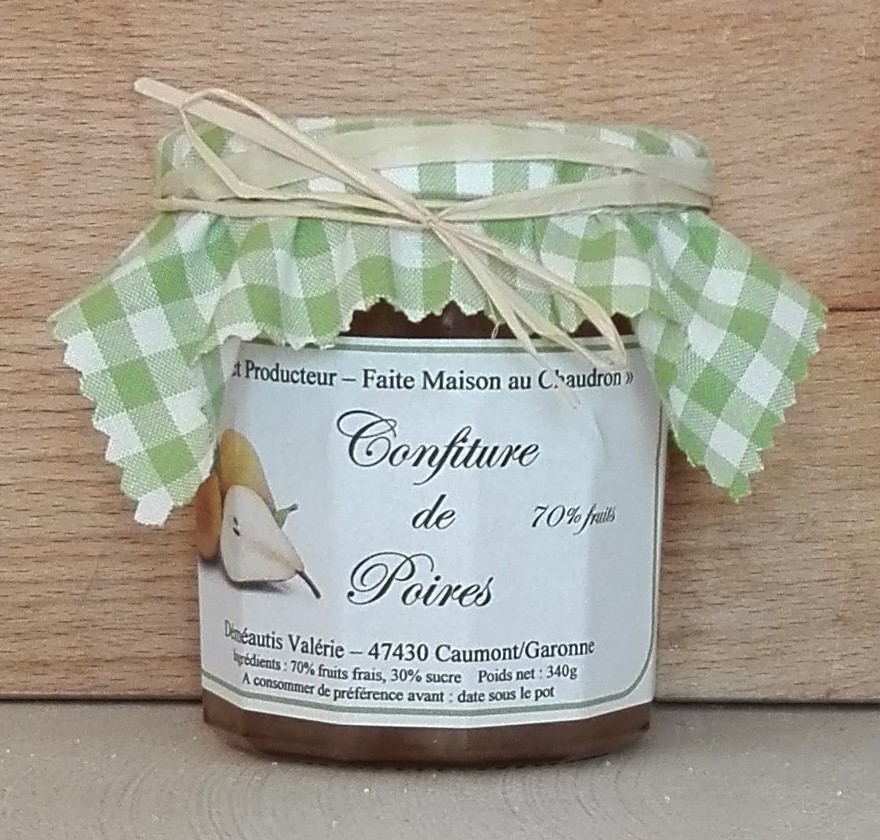 Producteur – Faite Maison au Chaudron »
Confiture
de
70% fruits
Poires
Déméautis Valérie – 47430 Caumont/Garonne
Ingrédients : 70% fruits frais, 30% sucre Poids net : 340g
A consommer de préférence avant : date sous le pot